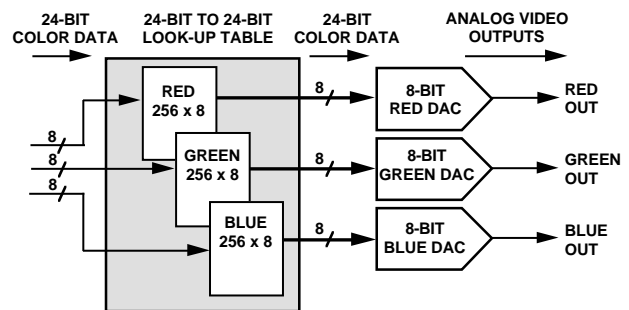 24-BIT
COLOR DATA
24-BIT TO 24-BIT
LOOK-UP TABLE
24-BIT
COLOR DATA
ANALOG VIDEO
OUTPUTS
RED
256 x 8
8
8-BIT
RED DAC
RED
OUT
8
8
8
GREEN
256 x 8
8
8-BIT
GREEN DAC
GREEN
OUT
BLUE
256 x 8
8
8-BIT
BLUE DAC
BLUE
OUT